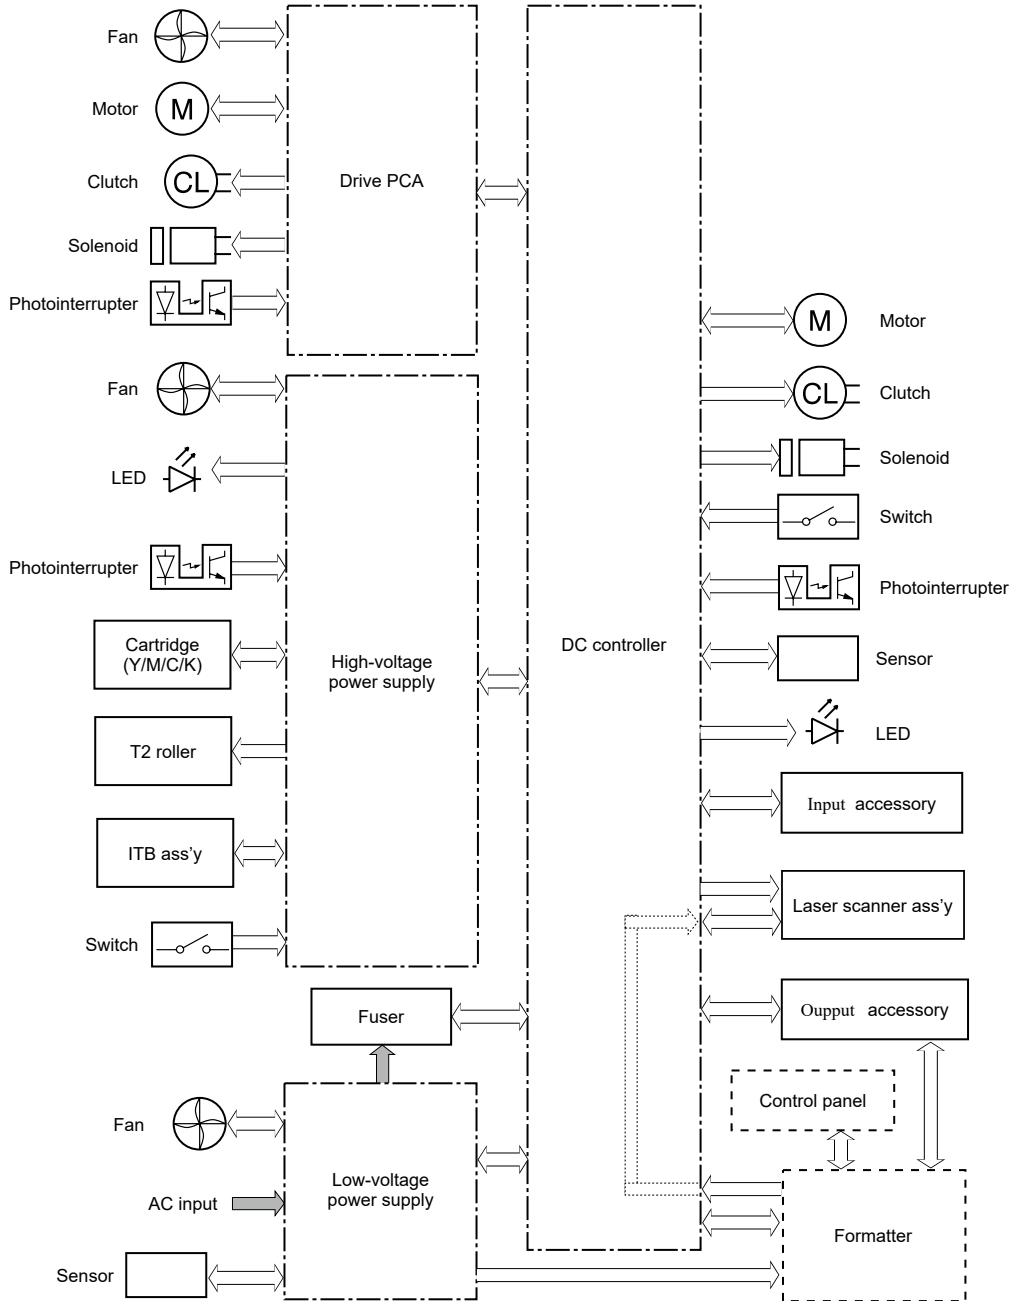 Fan
Motor
M
Clutch
CL
Drive PCA
Solenoid
Photointerrupter
Fan
LED
Photointerrupter
Cartridge
(Y/M/C/K)
High-voltage
power supply
T2 roller
ITB ass'y
Switch
Fuser
Fan
AC input
Low-voltage
power supply
Sensor
DC controller
M
Motor
CL
Clutch
Solenoid
Switch
Photointerrupter
Sensor
LED
Input accessory
Laser scanner ass'y
Oupput accessory
Control panel
Formatter